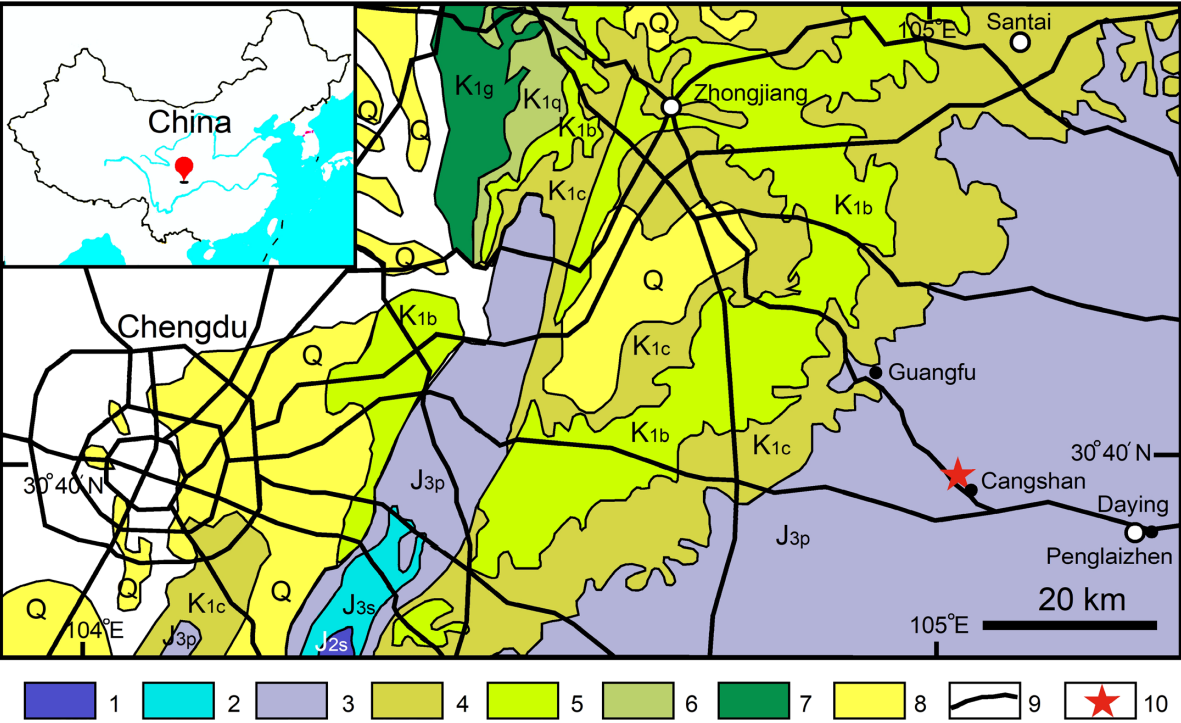 Q
105°E
Santai
K1g
Zhongjiang
K1q
Q
China
Q
K1b
K1c
K1b
Q
Q
K1b
Chengdu
K1c
Q
Guangfu
K1b
K1c
30°40′N
J3p
30°40′N
Cangshan
Daying
J3p
Penglaizhen
Q
Q
K1c
J3s
20 km
Q
104°E
J3p
J2s
105°E
1 2 3 4 5 6 7 8 9 10